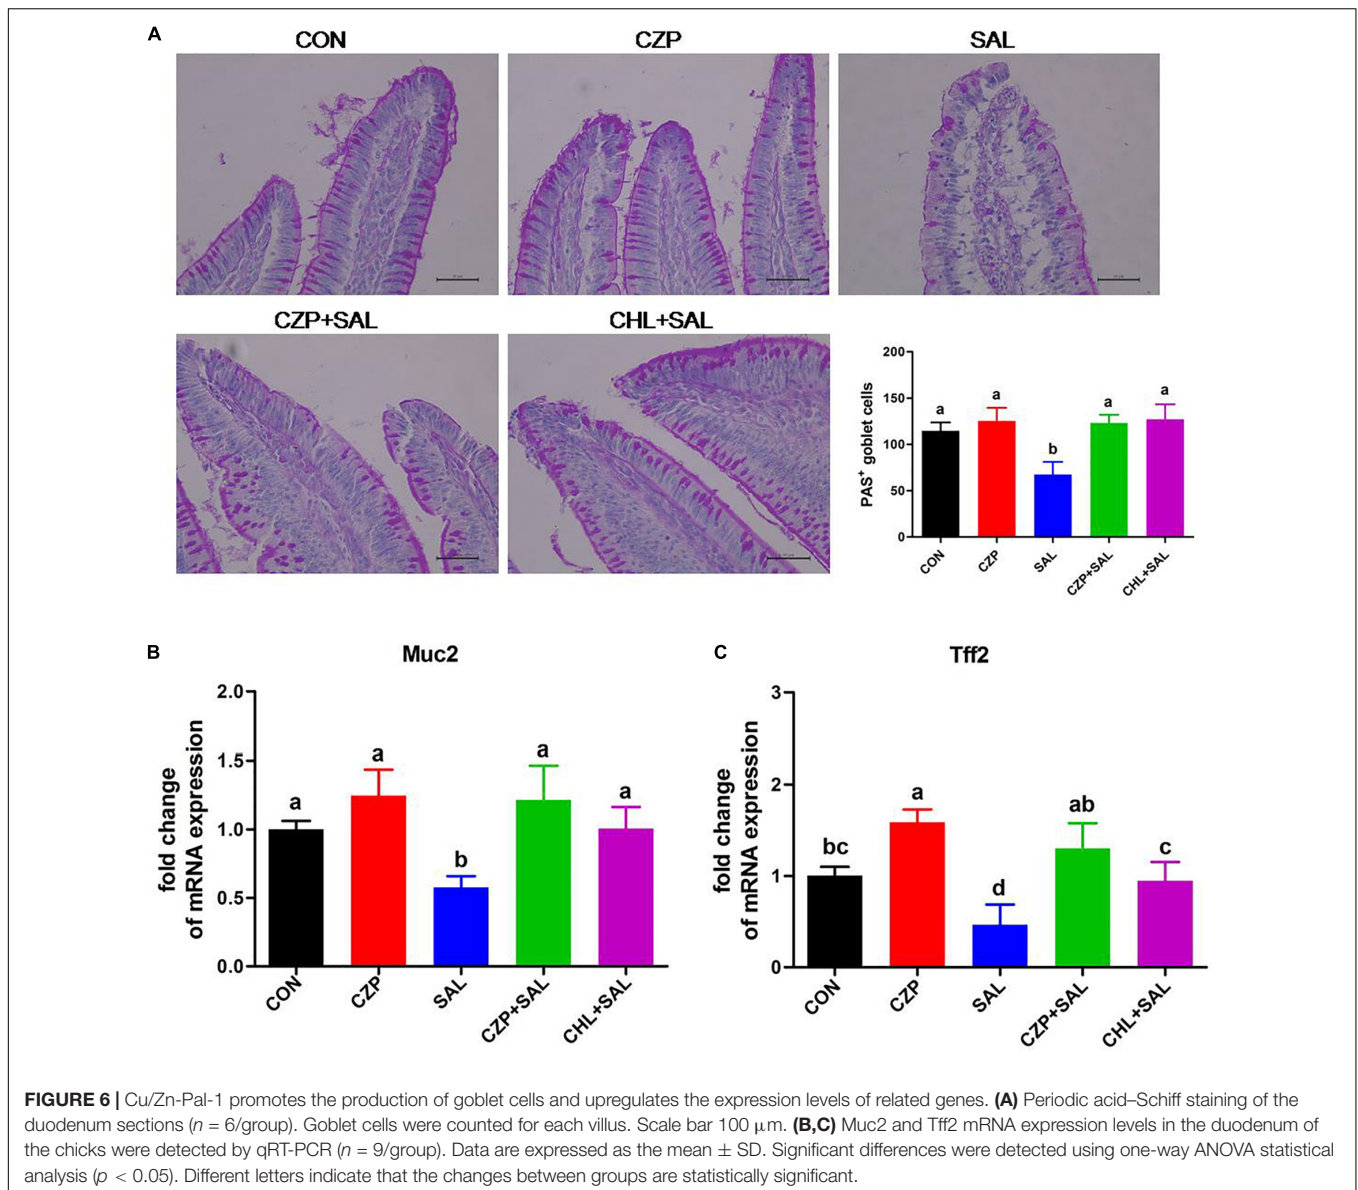 A
CON
CZP
SAL
CZP+SAL
CHL+SAL
PAS+ goblet cells
200
150
100
50
0
a
a
b
a
a
CON
CZP
SAL
CZP+SAL
CHL+SAL
B
Muc2
fold change
of mRNA expression
2.0
1.5
1.0
0.5
0.0
a
a
b
a
a
CON
CZP
SAL
CZP+SAL
CHL+SAL
C
Tff2
fold change
of mRNA expression
3
2
1
0
bc
a
d
ab
c
CON
CZP
SAL
CZP+SAL
CHL+SAL
FIGURE 6 | Cu/Zn-Pal-1 promotes the production of goblet cells and upregulates the expression levels of related genes. (A) Periodic acid–Schiff staining of the
duodenum sections (n = 6/group). Goblet cells were counted for each villus. Scale bar 100 μm. (B,C) Muc2 and Tff2 mRNA expression levels in the duodenum of
the chicks were detected by qRT-PCR (n = 9/group). Data are expressed as the mean ± SD. Significant differences were detected using one-way ANOVA statistical
analysis (p < 0.05). Different letters indicate that the changes between groups are statistically significant.